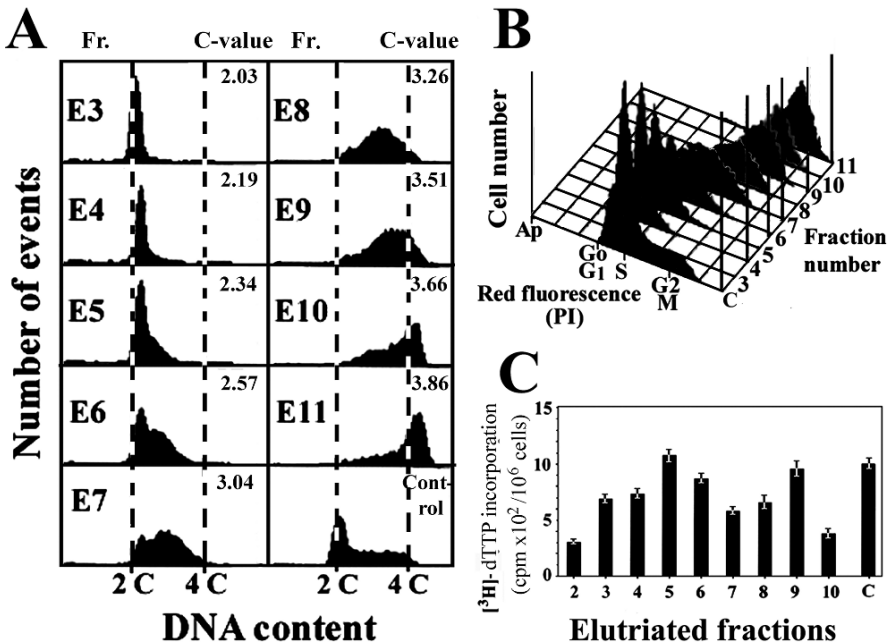 A
Fr.
C-value
Fr.
C-value
E3
2.03
E8
3.26
E4
2.19
E9
3.51
E5
2.34
E10
3.66
E6
2.57
E11
3.86
E7
3.04
Cont-
rol
2 C
4 C
2 C
4 C
Number of events
DNA content
B
Cell number
Ap
Go
G1
S
G2
M
C
3
4
5
6
7
8
9
10
11
Red fluorescence
(PI)
Fraction
number
C
[³H]- dTTP incorporation
(cpm x10²/10⁶ cells)
15
10
5
0
2 3 4 5 6 7 8 9 10 C
Elutriated fractions